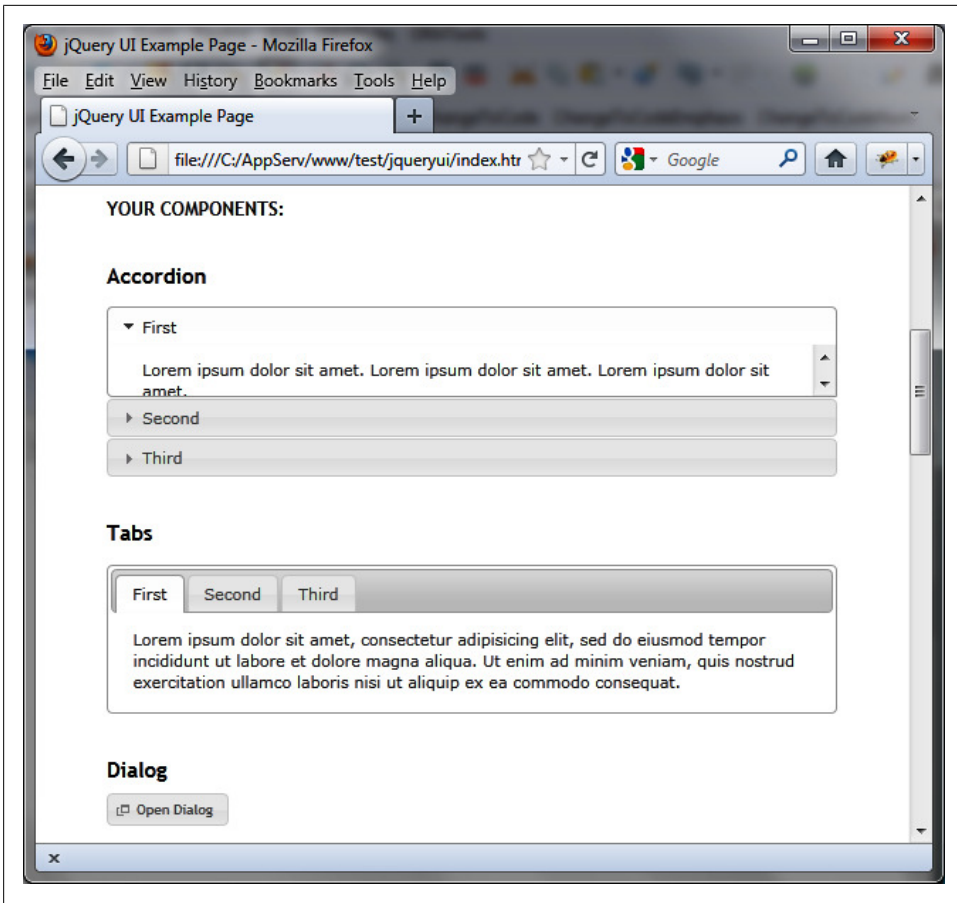 jQuery UI Example Page - Mozilla Firefox
File Edit View History Bookmarks Tools Help
jQuery UI Example Page
file:///C:/AppServ/www/test/jqueryui/index.htr
Google
YOUR COMPONENTS:
Accordion
First
Lorem ipsum dolor sit amet. Lorem ipsum dolor sit amet. Lorem ipsum dolor sit
amet.
Second
Third
Tabs
First Second Third
Lorem ipsum dolor sit amet, consectetur adipisicing elit, sed do eiusmod tempor
incididunt ut labore et dolore magna aliqua. Ut enim ad minim veniam, quis nostrud
exercitation ullamco laboris nisi ut aliquip ex ea commodo consequat.
Dialog
Open Dialog